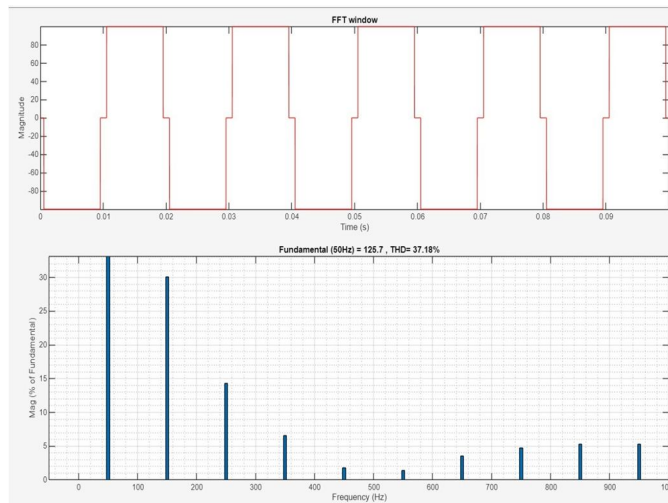 FFT window
80
60
40
20
0
-20
-40
-60
-80
Magnitude
0 0.01 0.02 0.03 0.04 0.05 0.06 0.07 0.08 0.09
Time (s)
Fundamental (50Hz) = 125.7 , THD= 37.18%
30
25
20
15
10
5
0
Mag (% of Fundamental)
0 100 200 300 400 500 600 700 800 900 100
Frequency (Hz)